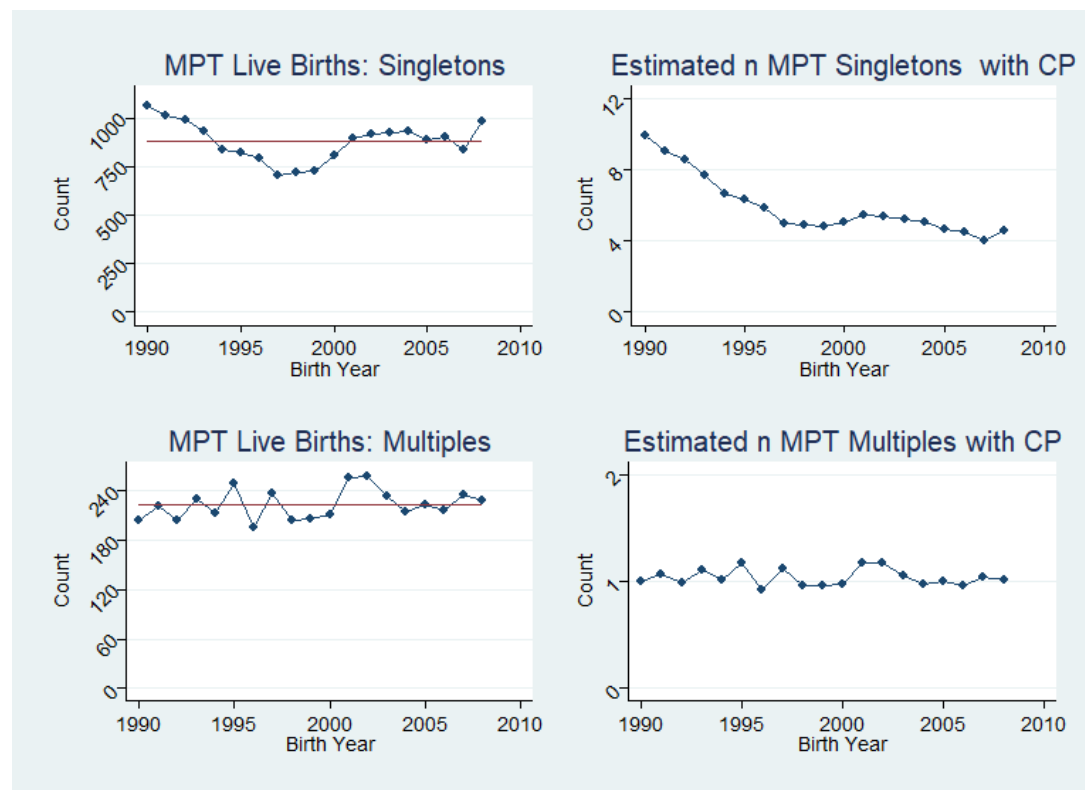 MPT Live Births: Singletons
Count
1000
750
500
250
0
1990 1995 2000 2005 2010
Birth Year
Estimated n MPT Singletons with CP
Count
12
8
4
0
1990 1995 2000 2005 2010
Birth Year
MPT Live Births: Multiples
Count
240
180
120
60
0
1990 1995 2000 2005 2010
Birth Year
Estimated n MPT Multiples with CP
Count
2
1
0
1990 1995 2000 2005 2010
Birth Year